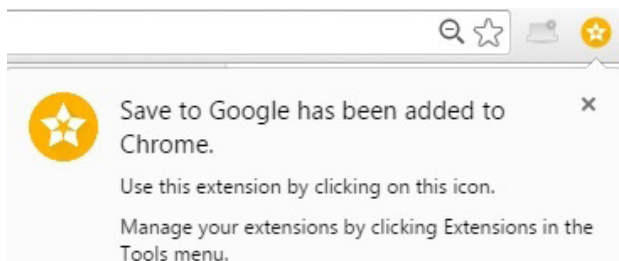 Save to Google has been added to
Chrome.
Use this extension by clicking on this icon.
Manage your extensions by clicking Extensions in the
Tools menu.